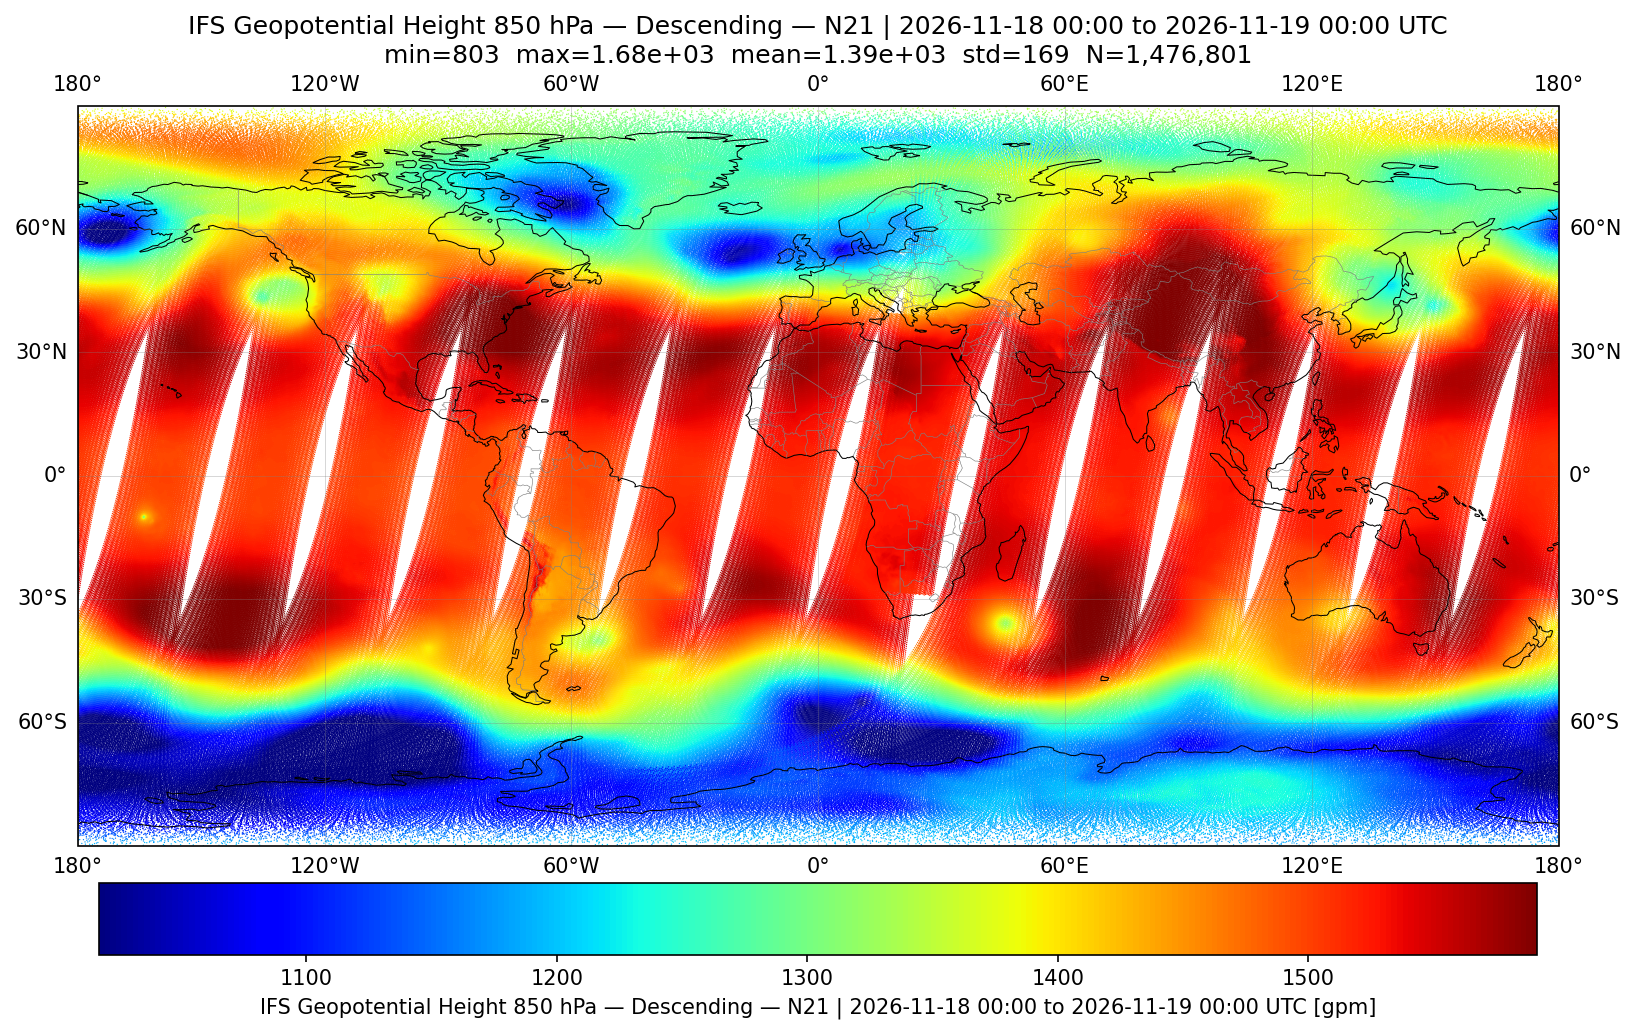 IFS Geopotential Height 850 hPa — Descending — N21 | 2026-11-18 00:00 to 2026-11-19 00:00 UTC
min=803 max=1.68e+03 mean=1.39e+03 std=169 N=1,476,801
180° 120°W 60°W 0° 60°E 120°E 180°
60°N 60°N
30°N 30°N
0° 0°
30°S 30°S
60°S 60°S
180° 120°W 60°W 0° 60°E 120°E 180°
1100 1200 1300 1400 1500
IFS Geopotential Height 850 hPa — Descending — N21 | 2026-11-18 00:00 to 2026-11-19 00:00 UTC [gpm]